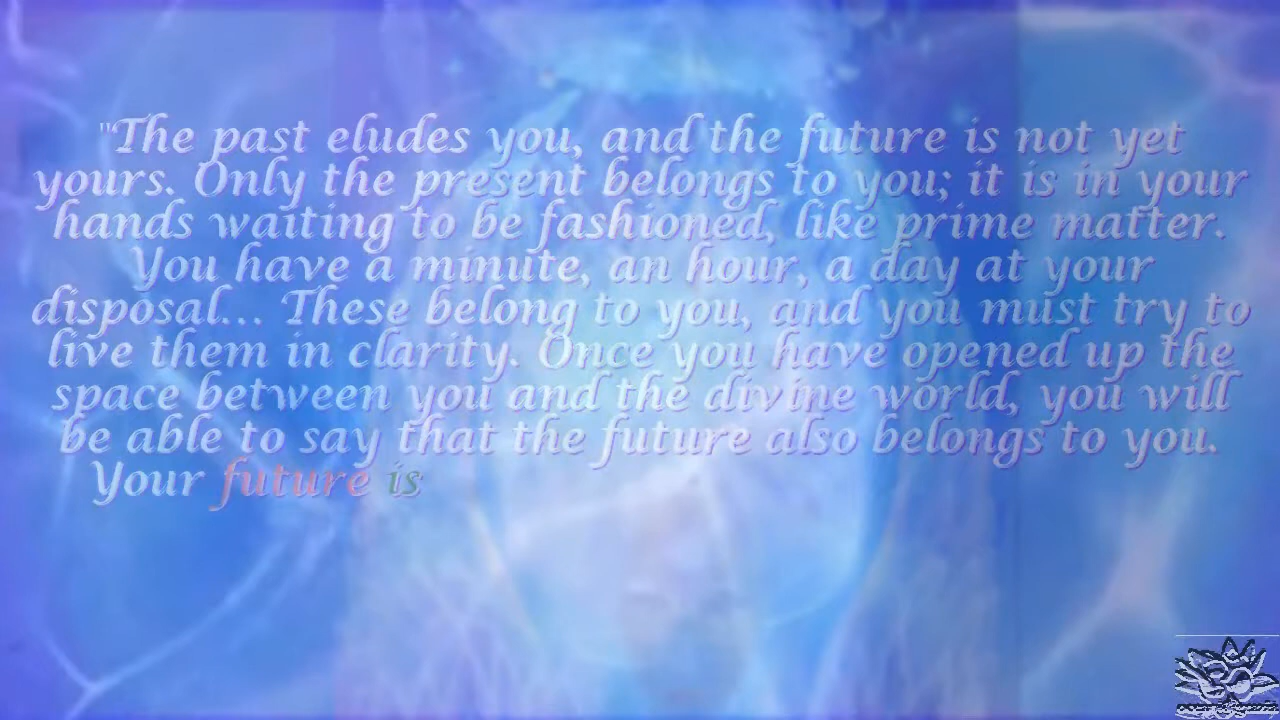 "The past eludes you, and the future is not yet
yours. Only the present belongs to you; it is in your
hands waiting to be fashioned, like prime matter.
You have a minute, an hour, a day at your
disposal... These belong to you, and you must try to
live them in clarity. Once you have opened up the
space between you and the divine world, you will
be able to say that the future also belongs to you.
Your future is